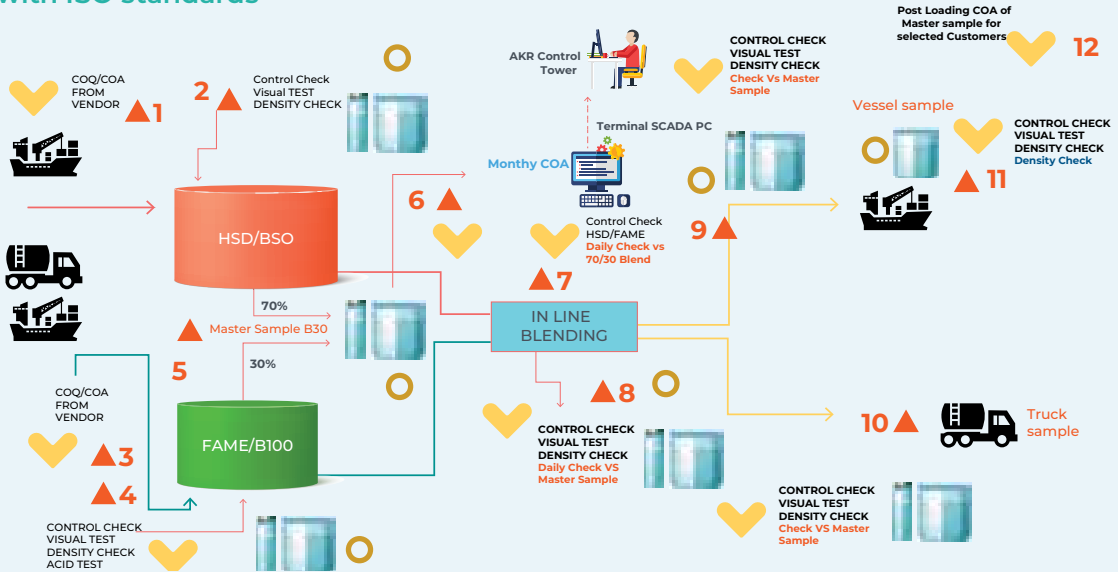 with ISO standards
COQ/COA
FROM
VENDOR
1
2
Control Check
Visual TEST
DENSITY CHECK
AKR Control
Tower
CONTROL CHECK
VISUAL TEST
DENSITY CHECK
Check Vs Master
Sample
Post Loading COA of
Master sample for
selected Customers
12
Terminal SCADA PC
Monthy COA
Vessel sample
CONTROL CHECK
VISUAL TEST
DENSITY CHECK
Density Check
11
6
Control Check
HSD/FAME
Daily Check vs
70/30 Blend
9
HSD/BSO
7
70%
Master Sample B30
IN LINE
BLENDING
5
30%
COQ/COA
FROM
VENDOR
8
FAME/B100
CONTROL CHECK
VISUAL TEST
DENSITY CHECK
Daily Check VS
Master Sample
10
Truck
sample
3
4
CONTROL CHECK
VISUAL TEST
DENSITY CHECK
ACID TEST
CONTROL CHECK
VISUAL TEST
DENSITY CHECK
Check VS Master
Sample